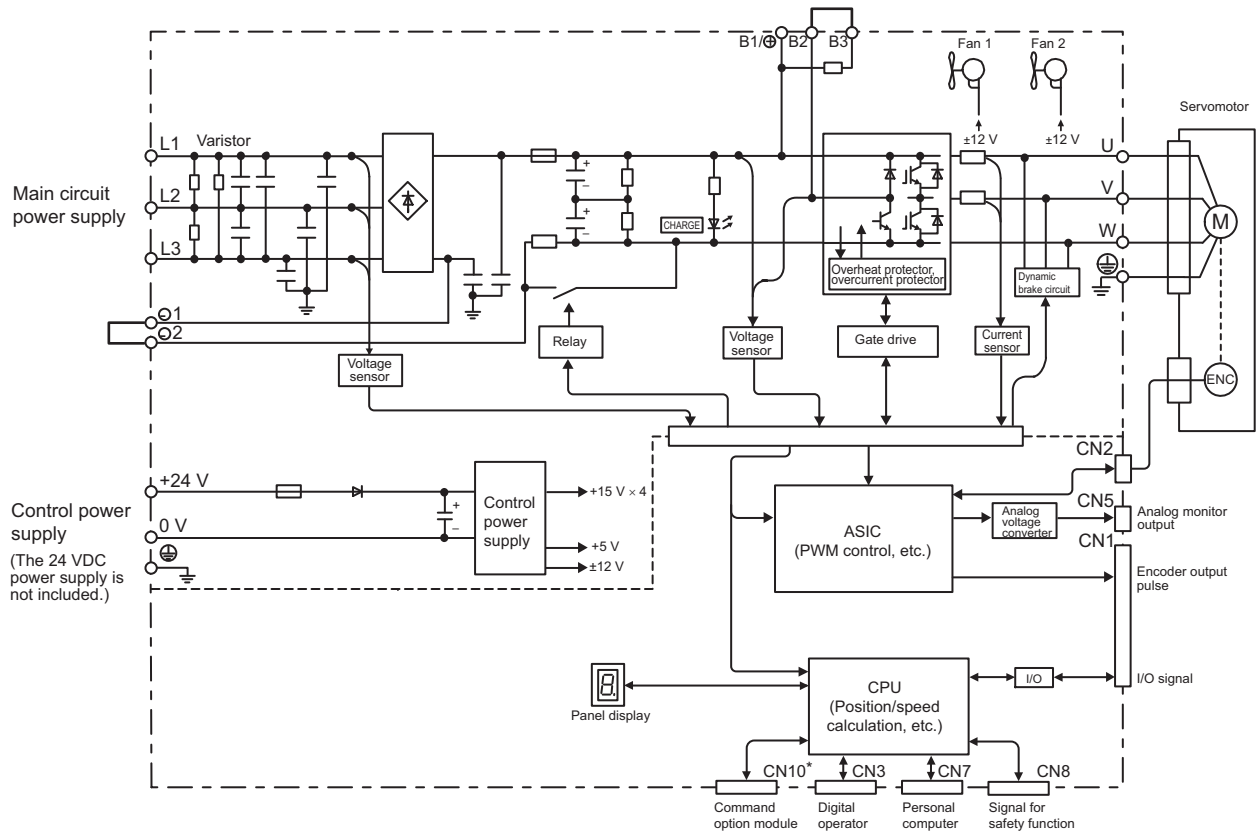 B1/⊕ B2 B3
Fan 1
Fan 2
±12 V
±12 V
Servomotor
Main circuit
power supply
L1
Varistor
L2
L3
⊖1
⊖2
CHARGE
Overheat protector,
overcurrent protector
U
V
W
M
ENC
Dynamic
brake circuit
Voltage
sensor
Relay
Voltage
sensor
Gate drive
Current
sensor
Control power
supply
(The 24 VDC
power supply is
not included.)
+24 V
0 V
+
–
+
–
+
–
Control
power
supply
+15 V × 4
+5 V
±12 V
ASIC
(PWM control, etc.)
Analog
voltage
converter
CN2
CN5
Analog monitor
output
CN1
Encoder output
pulse
I/O
I/O signal
8.
Panel display
CPU
(Position/speed
calculation, etc.)
CN10*
CN3
CN7
CN8
Command
option module
Digital
operator
Personal
computer
Signal for
safety function